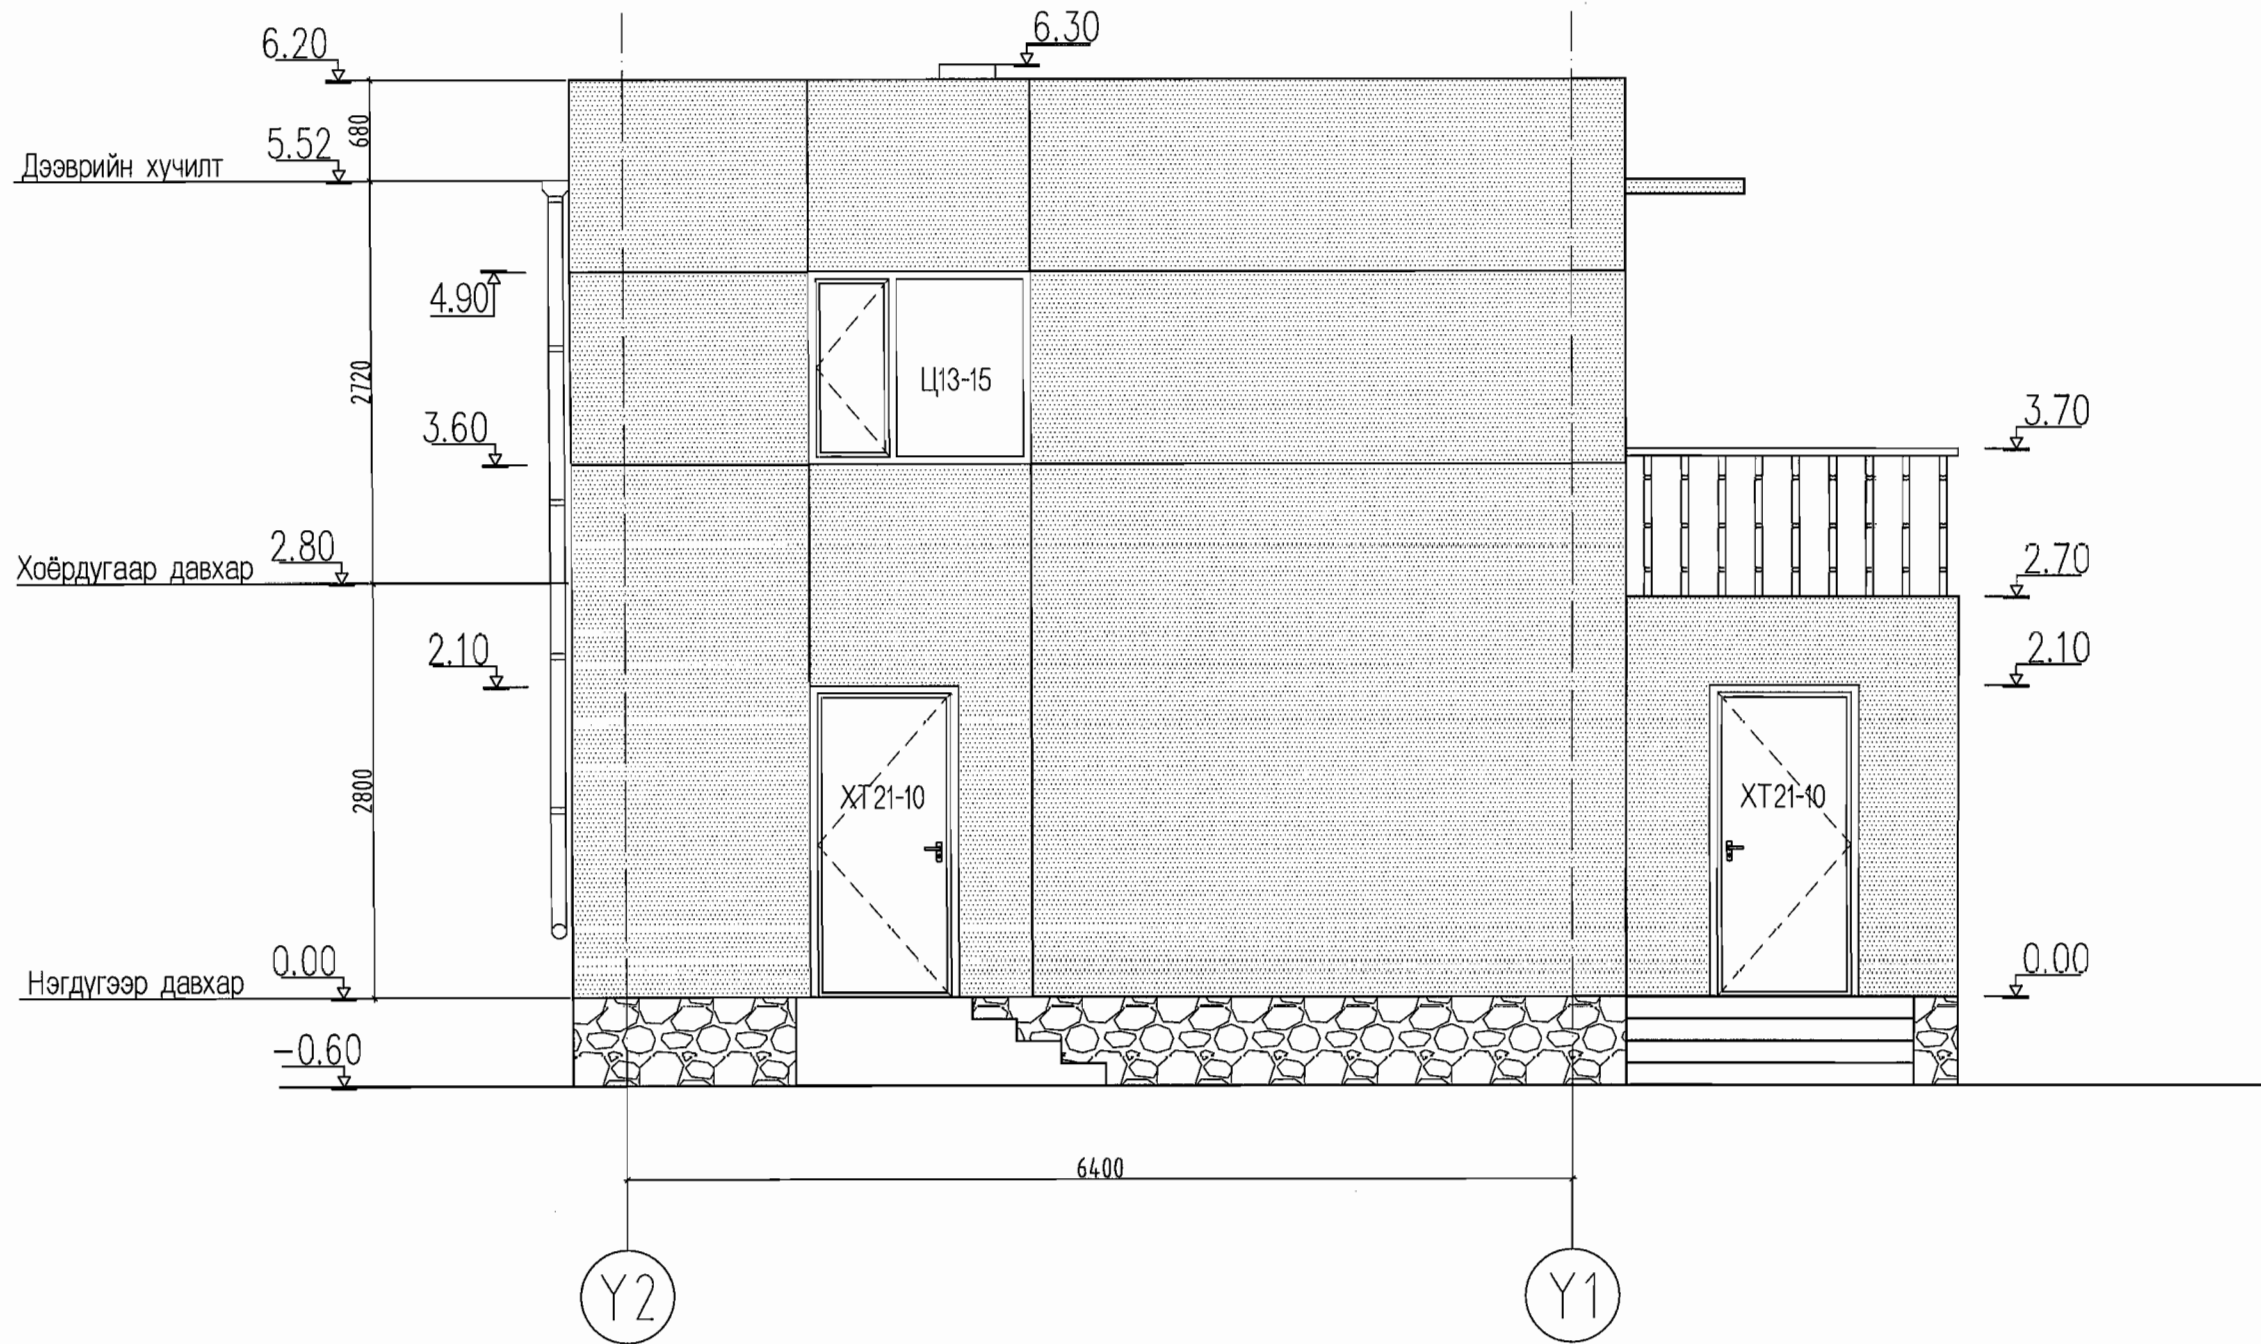 6.30
6.20
680
Дээврийн хучилт 5.52
4.90
2720
Ц13-15
3.60
3.70
Хоёрдугаар давхар 2.80
2.70
2.10
2.10
2800
ХТ21-10
ХТ21-10
Нэгдүгээр давхар 0.00
0.00
-0.60
6400
Y2
Y1